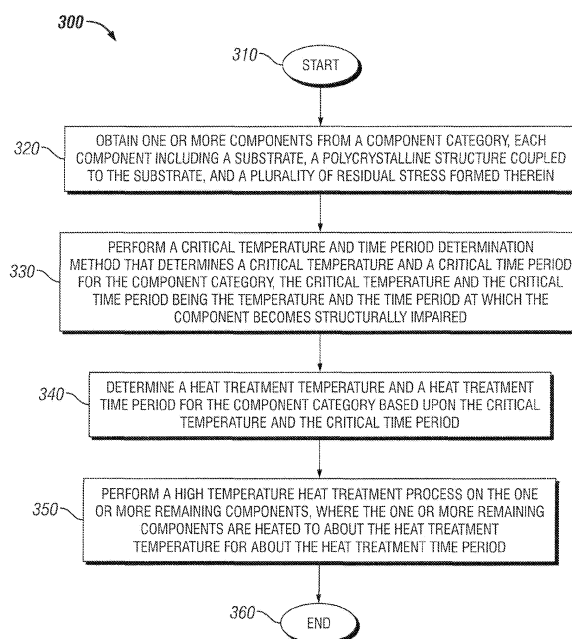 300
310
START
320
OBTAIN ONE OR MORE COMPONENTS FROM A COMPONENT CATEGORY, EACH
COMPONENT INCLUDING A SUBSTRATE, A POLYCRYSTALLINE STRUCTURE COUPLED
TO THE SUBSTRATE, AND A PLURALITY OF RESIDUAL STRESS FORMED THEREIN
330
PERFORM A CRITICAL TEMPERATURE AND TIME PERIOD DETERMINATION
METHOD THAT DETERMINES A CRITICAL TEMPERATURE AND A CRITICAL TIME PERIOD
FOR THE COMPONENT CATEGORY, THE CRITICAL TEMPERATURE AND THE CRITICAL
TIME PERIOD BEING THE TEMPERATURE AND THE TIME PERIOD AT WHICH THE
COMPONENT BECOMES STRUCTURALLY IMPAIRED
340
DETERMINE A HEAT TREATMENT TEMPERATURE AND A HEAT TREATMENT
TIME PERIOD FOR THE COMPONENT CATEGORY BASED UPON THE CRITICAL
TEMPERATURE AND THE CRITICAL TIME PERIOD
350
PERFORM A HIGH TEMPERATURE HEAT TREATMENT PROCESS ON THE ONE
OR MORE REMAINING COMPONENTS, WHERE THE ONE OR MORE REMAINING
COMPONENTS ARE HEATED TO ABOUT THE HEAT TREATMENT
TEMPERATURE FOR ABOUT THE HEAT TREATMENT TIME PERIOD
360
END